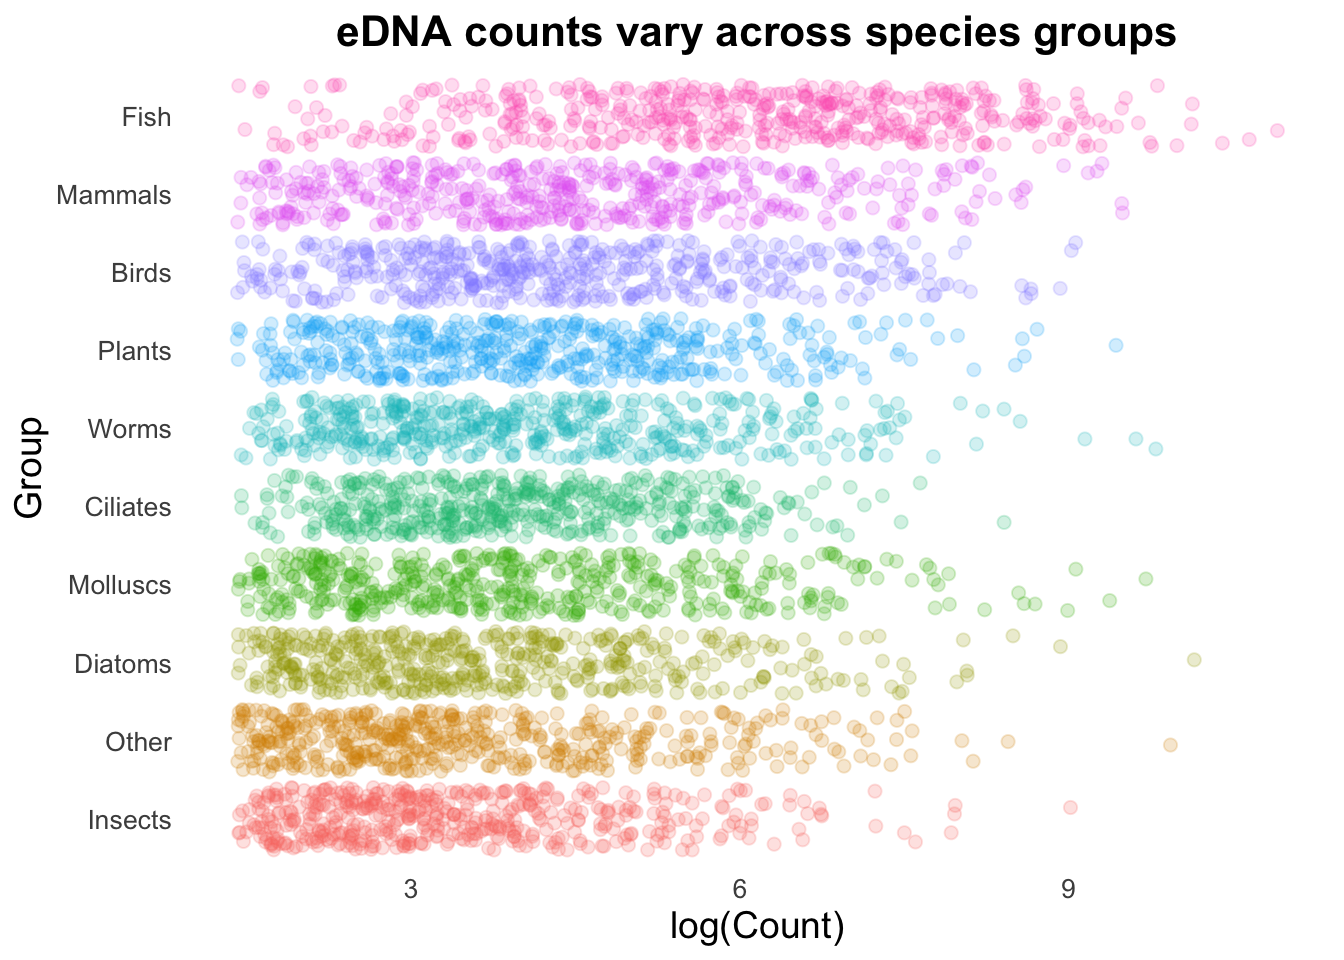 eDNA counts vary across species groups
Group
Fish
Mammals
Birds
Plants
Worms
Ciliates
Molluscs
Diatoms
Other
Insects
3 6 9
log(Count)